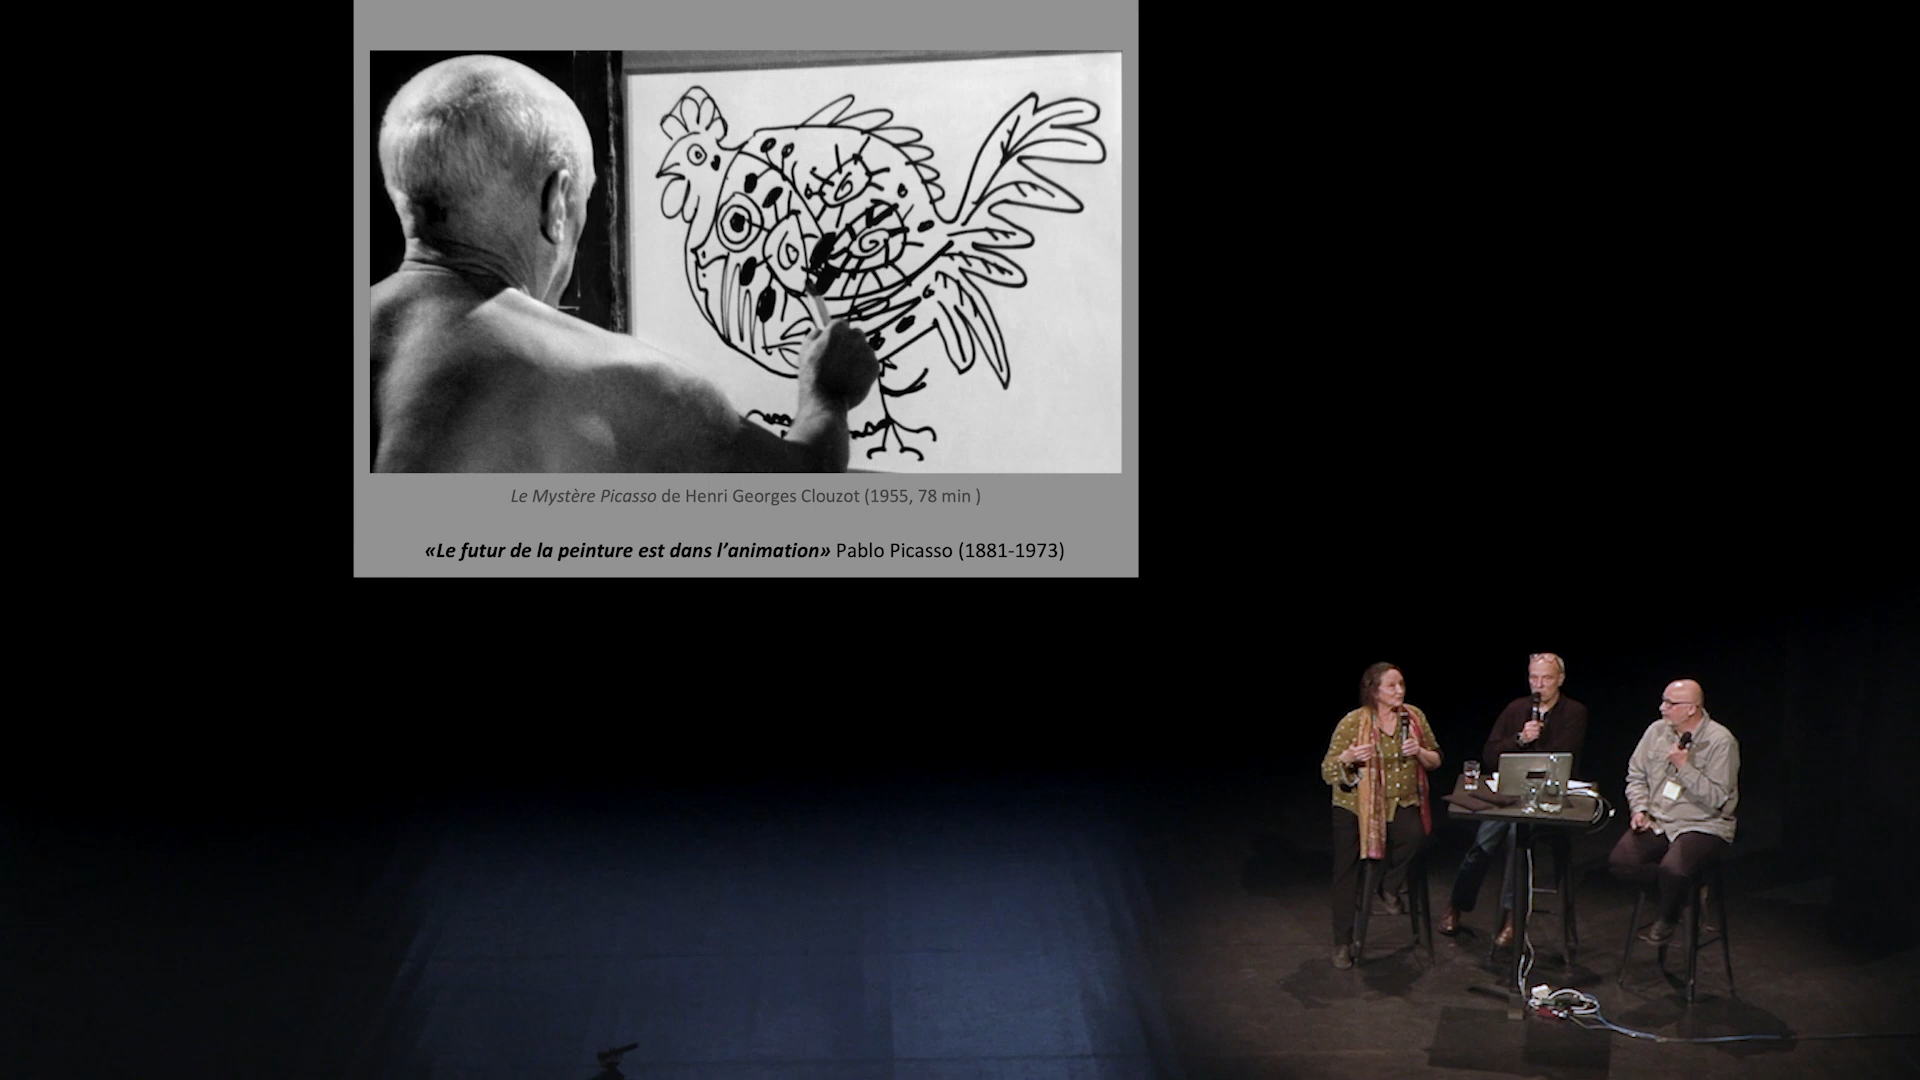 Le Mystère Picasso de Henri Georges Clouzot (1955, 78 min )
«Le futur de la peinture est dans l’animation» Pablo Picasso (1881-1973)